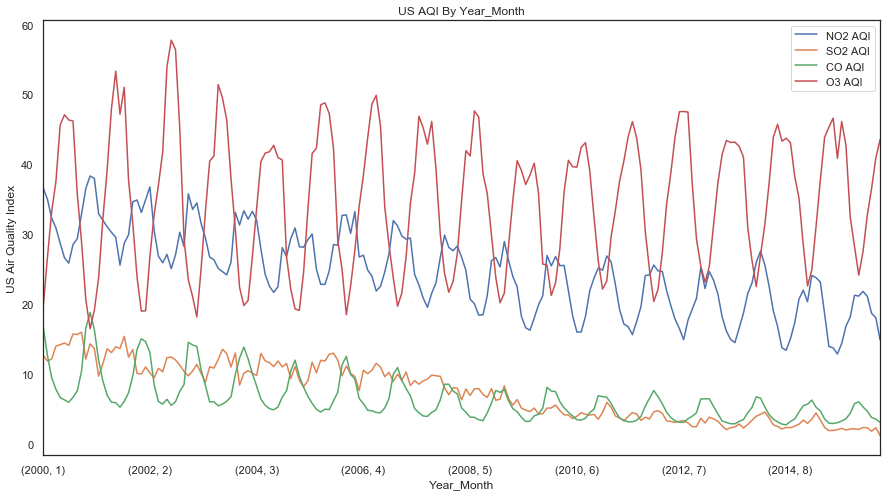 US AQI By Year_Month
60
50
40
30
20
10
0
US Air Quality Index
NO2 AQI
SO2 AQI
CO AQI
O3 AQI
(2000, 1)
(2002, 2)
(2004, 3)
(2006, 4)
(2008, 5)
(2010, 6)
(2012, 7)
(2014, 8)
Year_Month